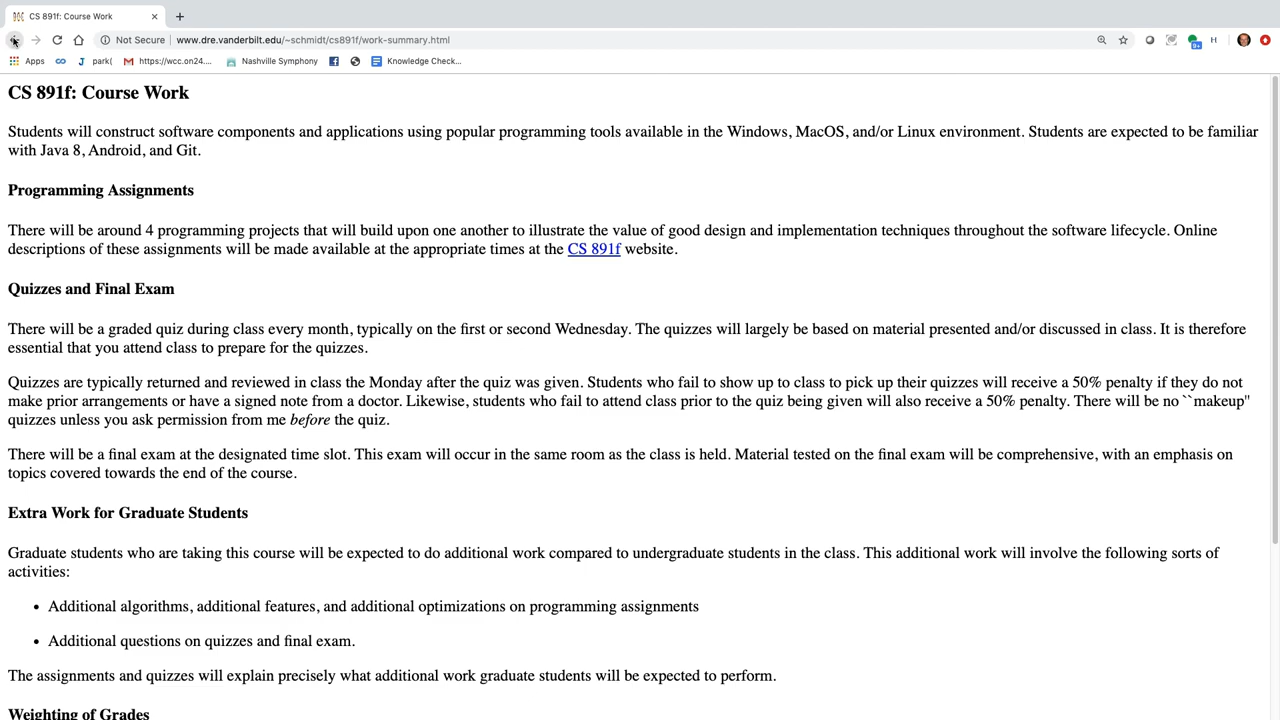 CS 891f: Course Work
Not Secure | www.dre.vanderbilt.edu/~schmidt/cs891f/work-summary.html
Apps park( https://wcc.on24.... Nashville Symphony Knowledge Check...
CS 891f: Course Work
Students will construct software components and applications using popular programming tools available in the Windows, MacOS, and/or Linux environment. Students are expected to be familiar
with Java 8, Android, and Git.
Programming Assignments
There will be around 4 programming projects that will build upon one another to illustrate the value of good design and implementation techniques throughout the software lifecycle. Online
descriptions of these assignments will be made available at the appropriate times at the CS 891f website.
Quizzes and Final Exam
There will be a graded quiz during class every month, typically on the first or second Wednesday. The quizzes will largely be based on material presented and/or discussed in class. It is therefore
essential that you attend class to prepare for the quizzes.
Quizzes are typically returned and reviewed in class the Monday after the quiz was given. Students who fail to show up to class to pick up their quizzes will receive a 50% penalty if they do not
make prior arrangements or have a signed note from a doctor. Likewise, students who fail to attend class prior to the quiz being given will also receive a 50% penalty. There will be no ``makeup''
quizzes unless you ask permission from me before the quiz.
There will be a final exam at the designated time slot. This exam will occur in the same room as the class is held. Material tested on the final exam will be comprehensive, with an emphasis on
topics covered towards the end of the course.
Extra Work for Graduate Students
Graduate students who are taking this course will be expected to do additional work compared to undergraduate students in the class. This additional work will involve the following sorts of
activities:
• Additional algorithms, additional features, and additional optimizations on programming assignments
• Additional questions on quizzes and final exam.
The assignments and quizzes will explain precisely what additional work graduate students will be expected to perform.
Weighting of Grades